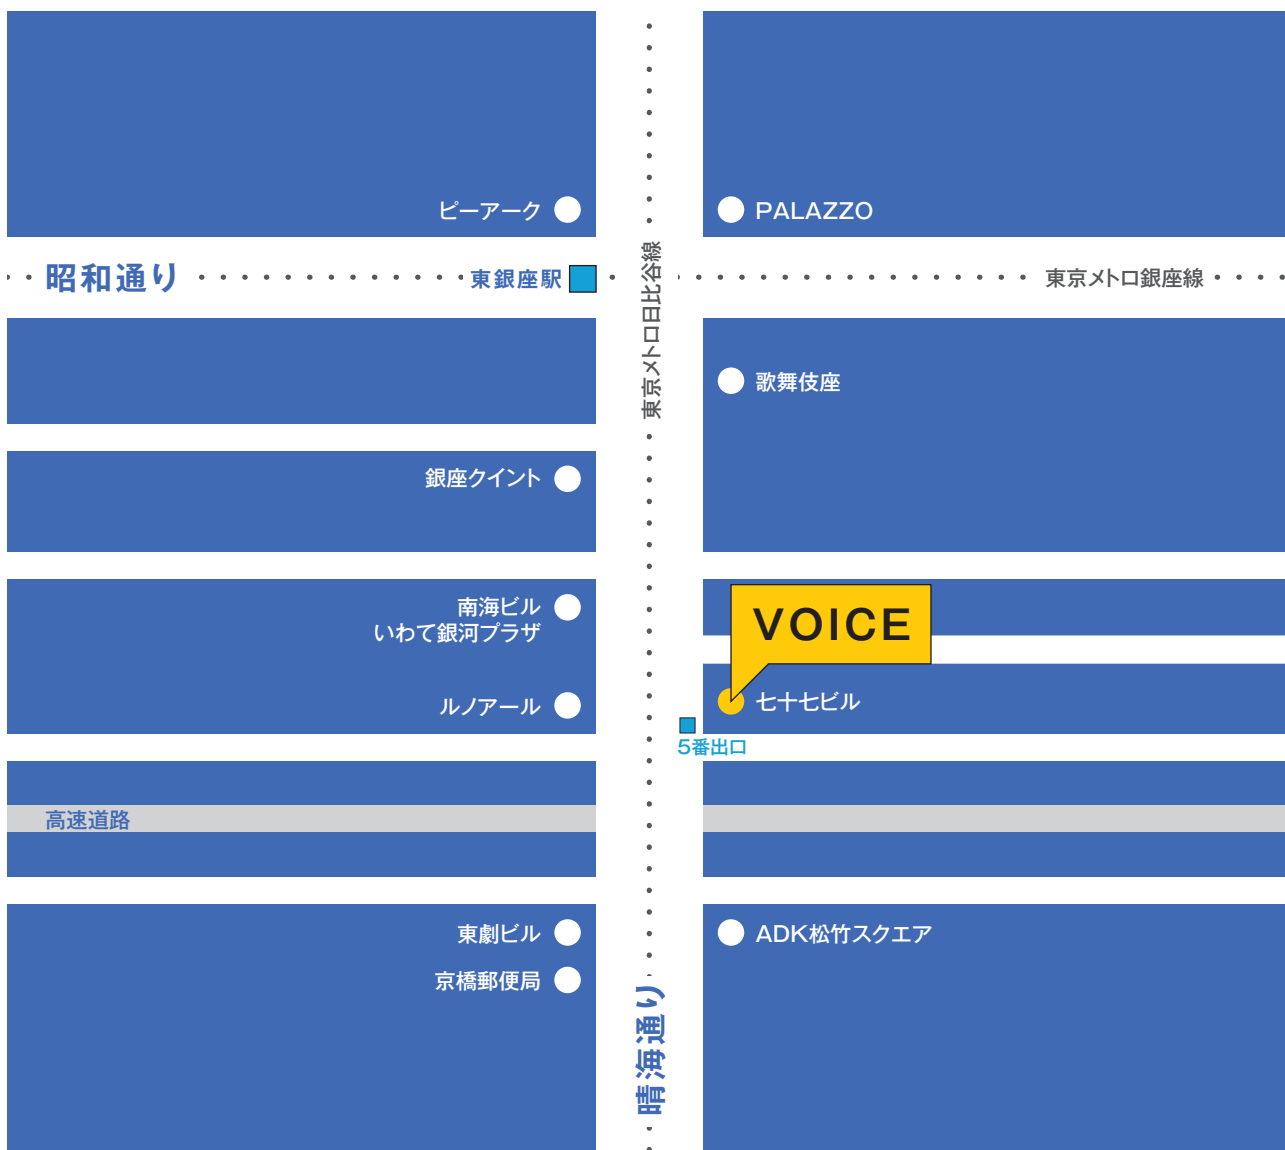 ピーアーク
PALAZZO
昭和通り
東銀座駅
東京メトロ日比谷線
東京メトロ銀座線
歌舞伎座
銀座クイント
南海ビル
いわて銀河プラザ
VOICE
ルノアール
七十七ビル
5番出口
高速道路
東劇ビル
ADK松竹スクエア
京橋郵便局
晴海通り